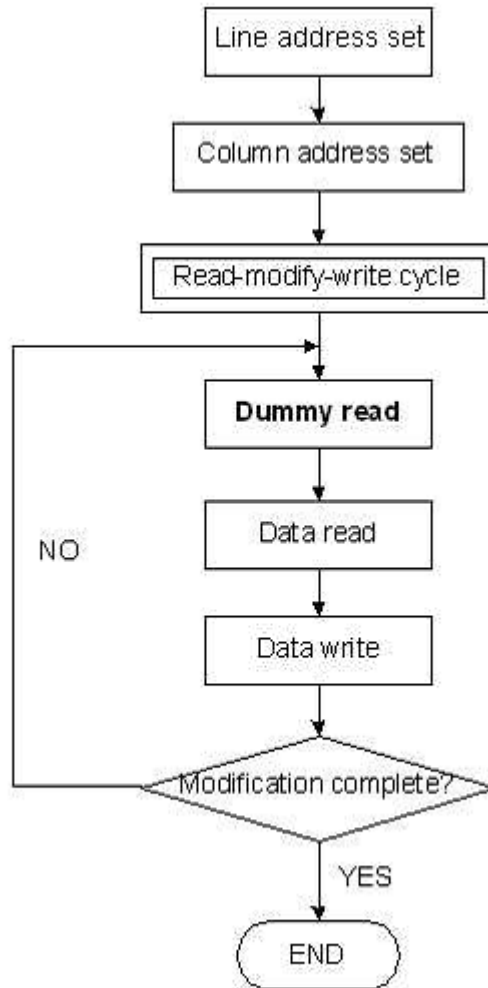 Line address set
Column address set
Read-modify-write cycle
Dummy read
Data read
NO
Data write
Modification complete?
YES
END